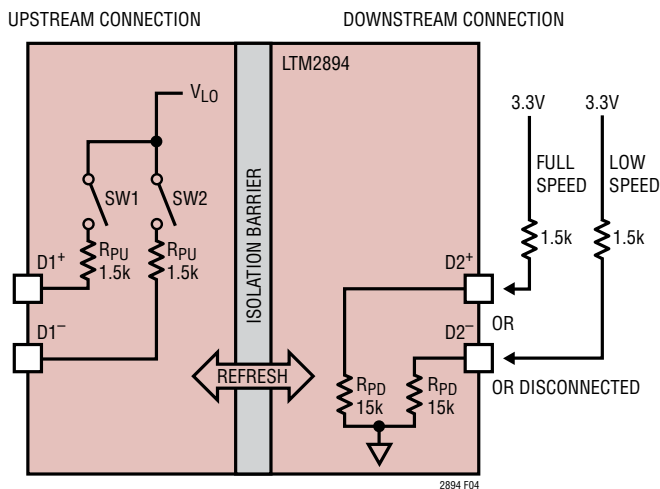 UPSTREAM CONNECTION
DOWNSTREAM CONNECTION
LTM2894
VLO
3.3V
3.3V
FULL
SPEED
LOW
SPEED
SW1
SW2
ISOLATION BARRIER
1.5k
1.5k
RPU
1.5k
RPU
1.5k
D1+
D2+
OR
D1−
D2−
REFRESH
OR DISCONNECTED
RPD
15k
RPD
15k
2894 F04